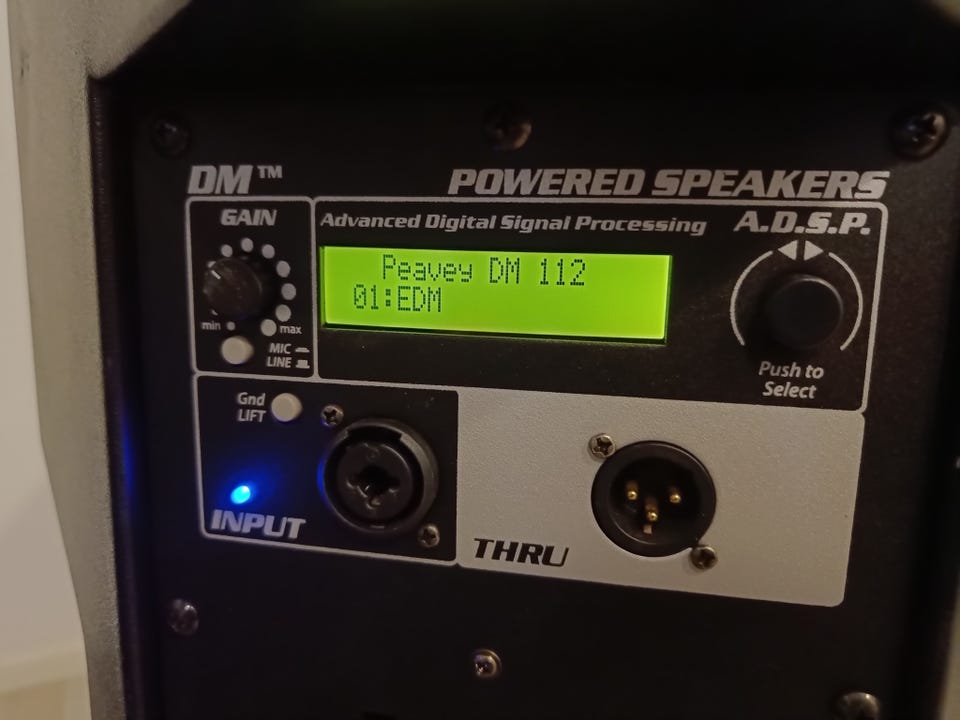 DM™ POWERED SPEAKERS
GAIN
min
max
MIC
LINE
Advanced Digital Signal Processing A.D.S.P.
Peavey DM 112
01:EDM
Push to
Select
Gnd
LIFT
INPUT
THRU